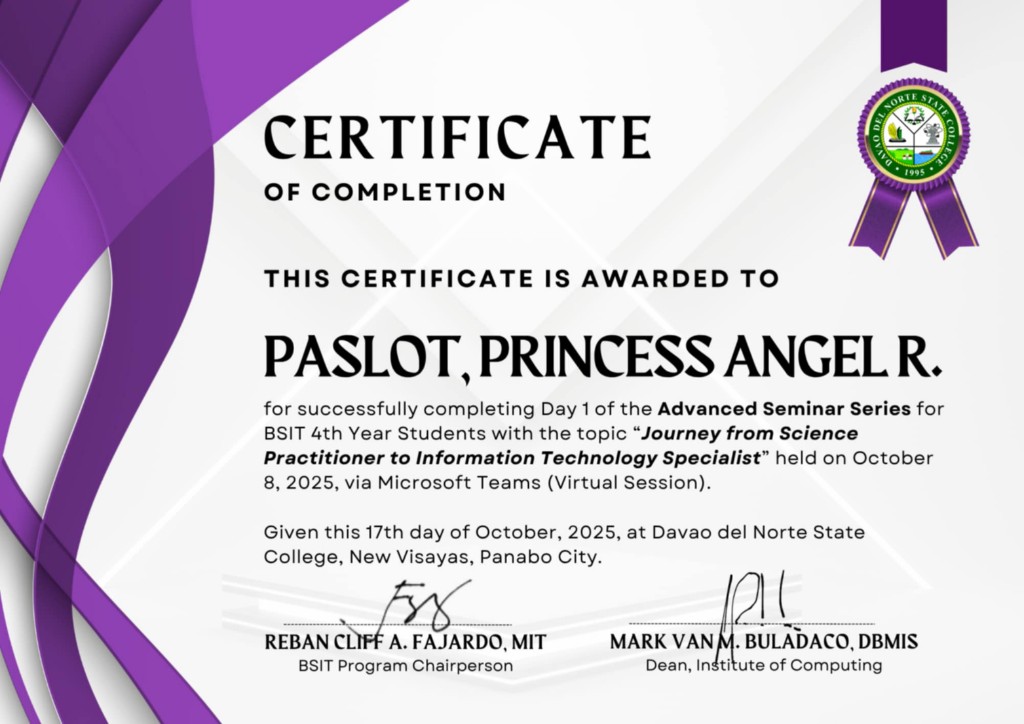 CERTIFICATE
OF COMPLETION
DAVAO DEL NORTE STATE COLLEGE
1995
THIS CERTIFICATE IS AWARDED TO
PASLOT, PRINCESS ANGEL R.
for successfully completing Day 1 of the Advanced Seminar Series for
BSIT 4th Year Students with the topic “Journey from Science
Practitioner to Information Technology Specialist” held on October
8, 2025, via Microsoft Teams (Virtual Session).
Given this 17th day of October, 2025, at Davao del Norte State
College, New Visayas, Panabo City.
REBAN CLIFF A. FAJARDO, MIT
BSIT Program Chairperson
MARK VAN M. BULADACO, DBMIS
Dean, Institute of Computing